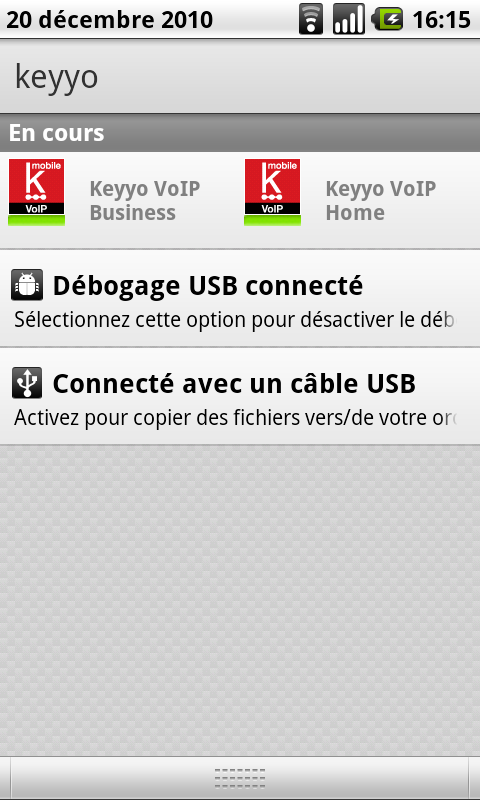 20 décembre 2010 16:15
keyyo
En cours
mobile
k
VoIP
Keyyo VoIP
Business
mobile
k
VoIP
Keyyo VoIP
Home
Débogage USB connecté
Sélectionnez cette option pour désactiver le déb
Connecté avec un câble USB
Activez pour copier des fichiers vers/de votre orc